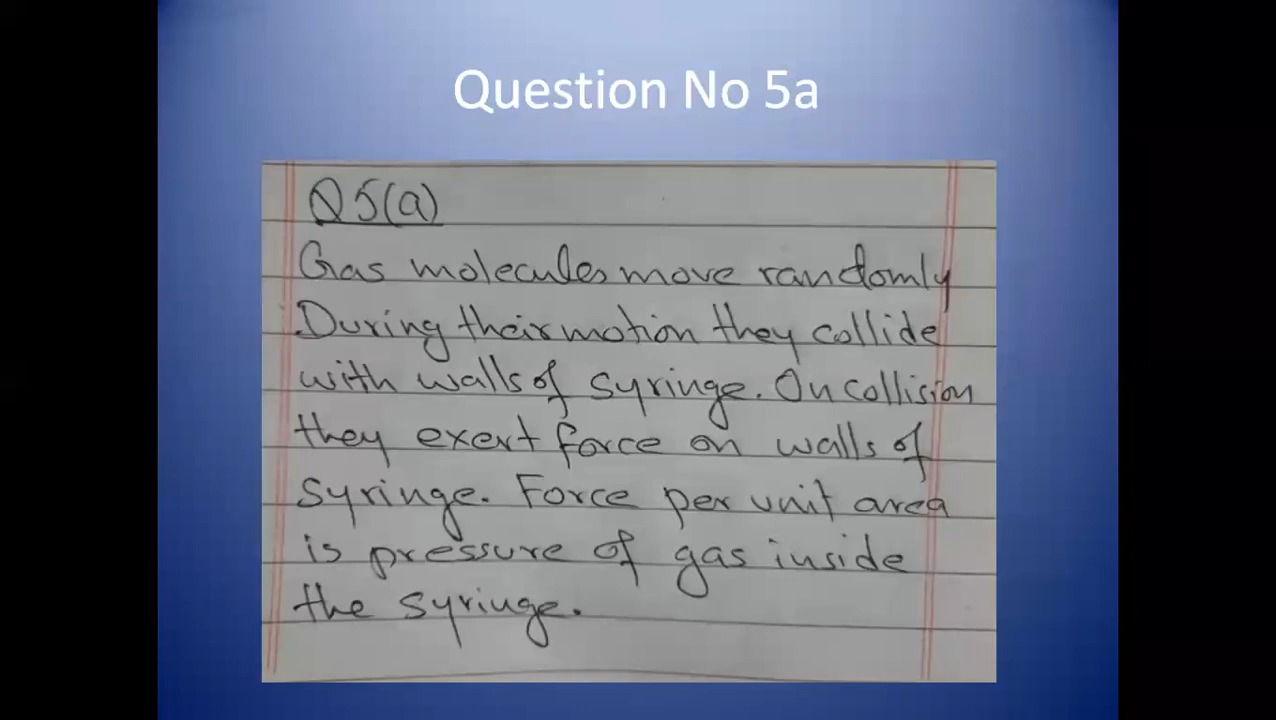 Question No 5a
Q5(a)
Gas molecules move randomly
During their motion they collide
with walls of syringe. On collision
they exert force on walls of
syringe. Force per unit area
is pressure of gas inside
the syringe.